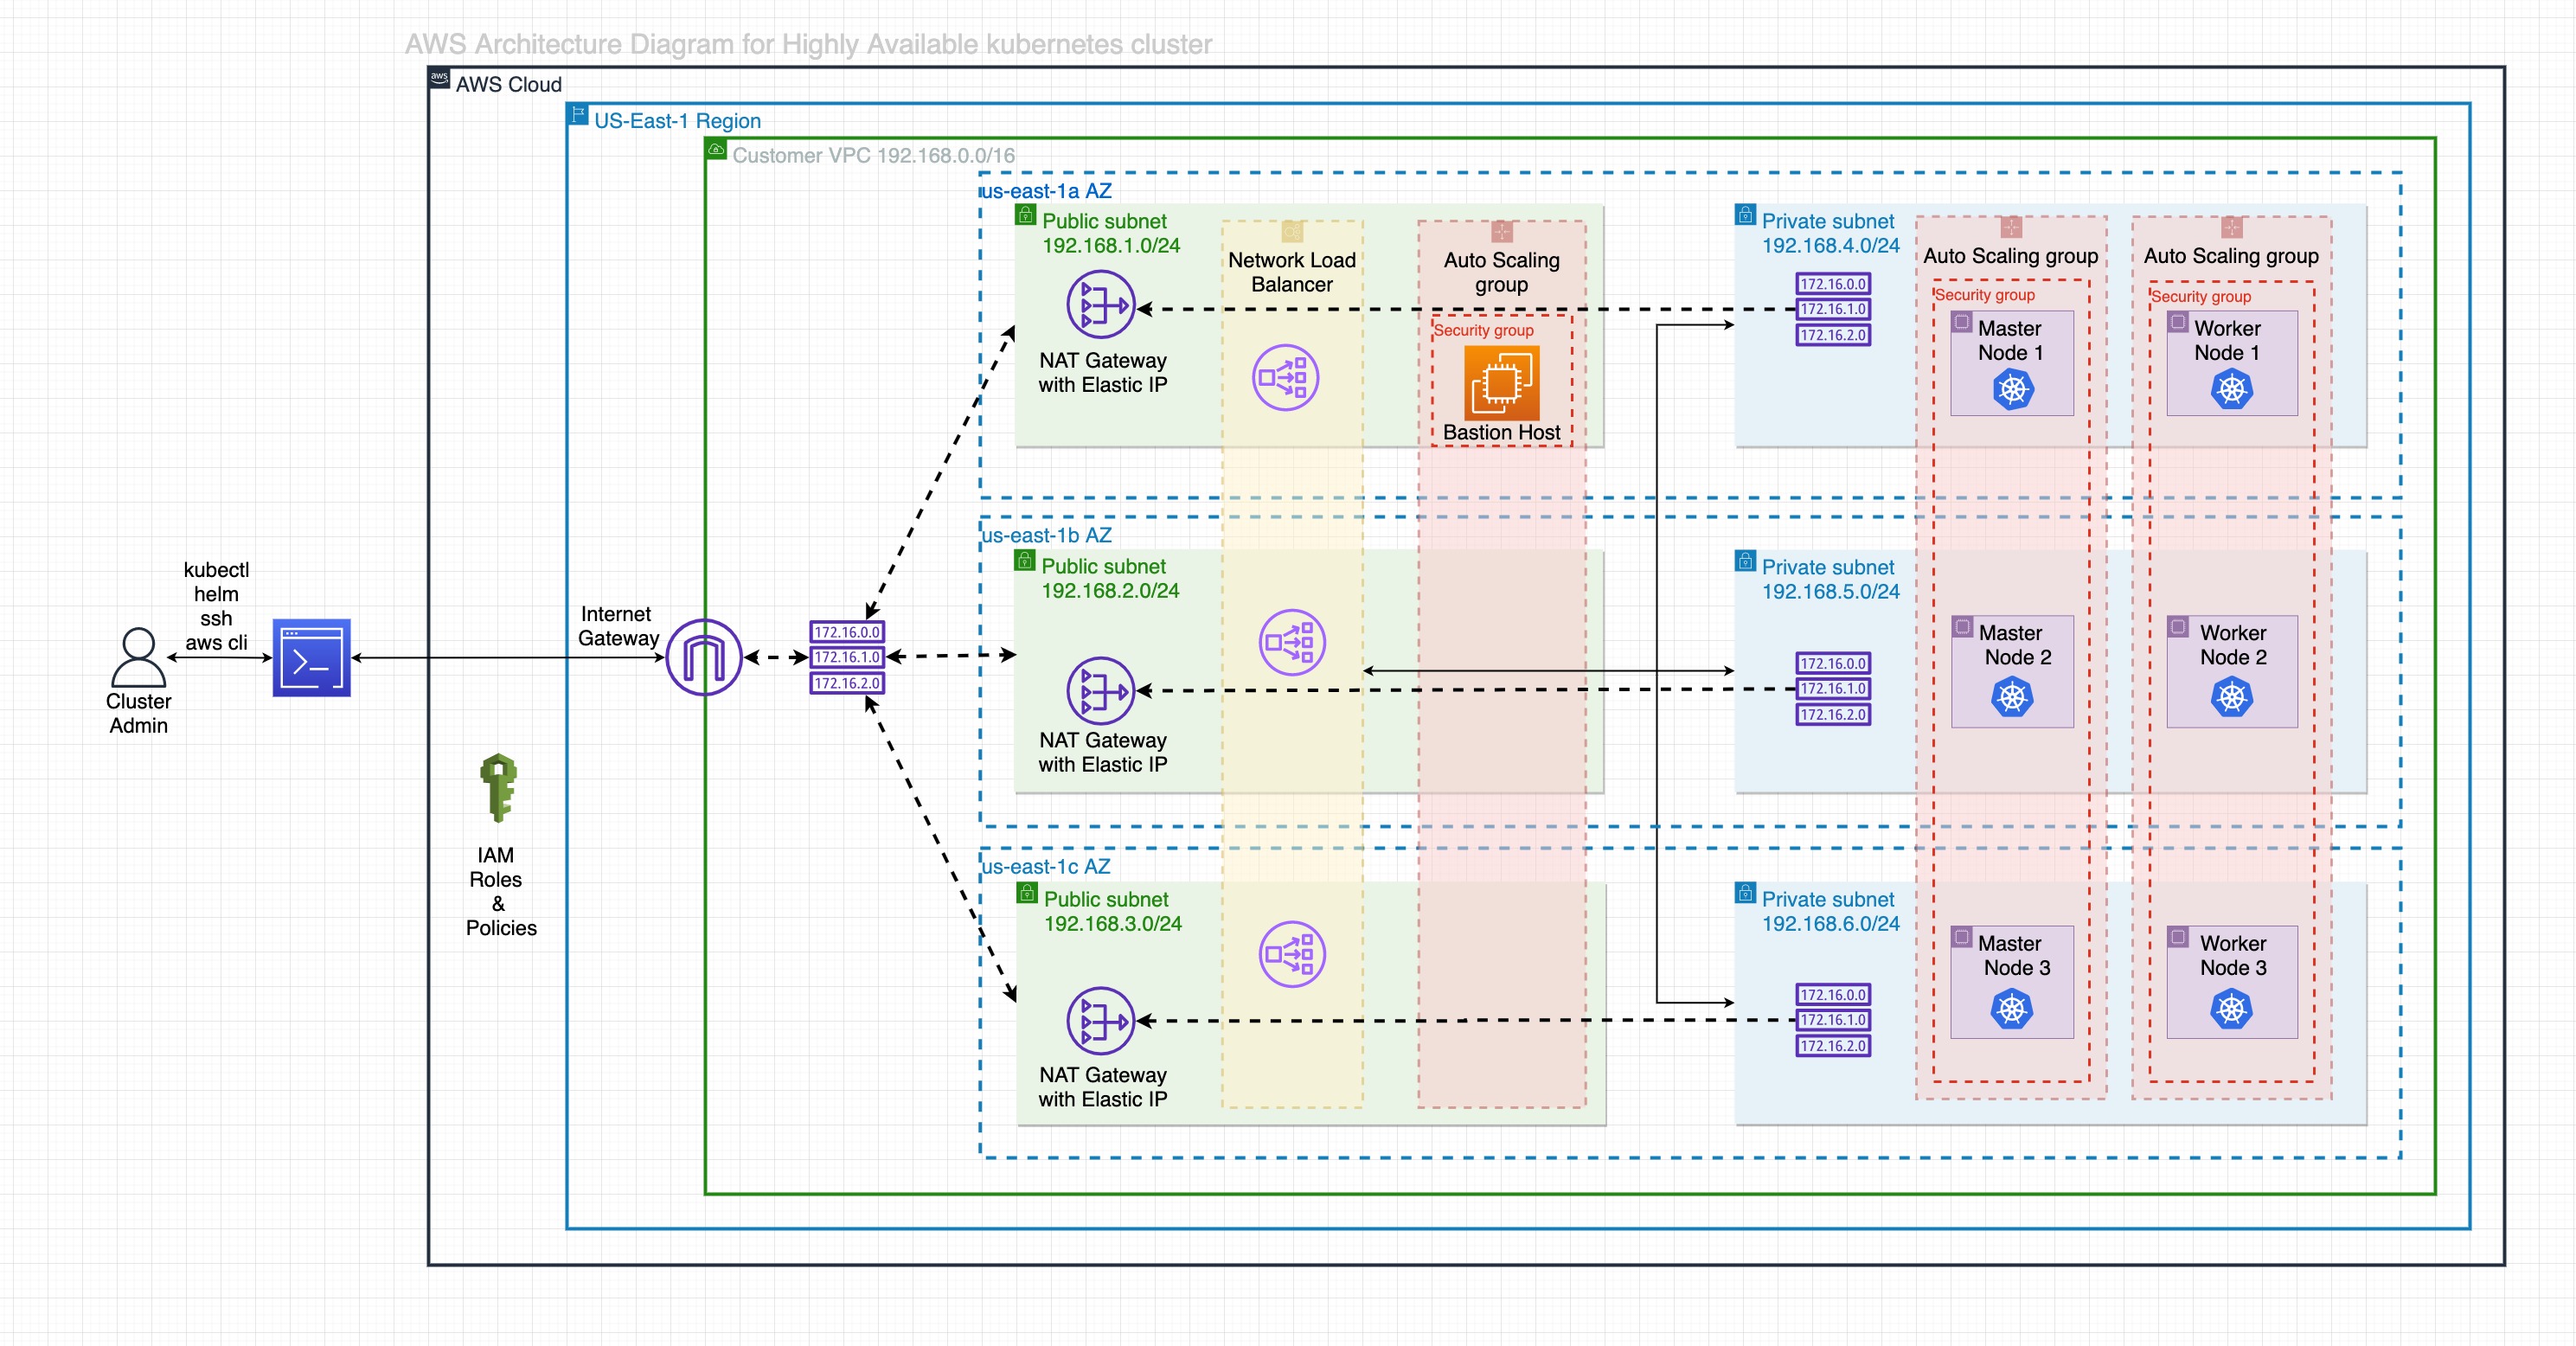 AWS Architecture Diagram for Highly Available kubernetes cluster
aws
AWS Cloud
US-East-1 Region
Customer VPC 192.168.0.0/16
kubectl
helm
ssh
aws cli
Cluster
Admin
IAM
Roles
&
Policies
Internet
Gateway
172.16.0.0
172.16.1.0
172.16.2.0
us-east-1a AZ
Public subnet
192.168.1.0/24
NAT Gateway
with Elastic IP
Network Load
Balancer
Auto Scaling
group
Security group
Bastion Host
Private subnet
192.168.4.0/24
172.16.0.0
172.16.1.0
172.16.2.0
Auto Scaling group
Security group
Master
Node 1
Auto Scaling group
Security group
Worker
Node 1
us-east-1b AZ
Public subnet
192.168.2.0/24
NAT Gateway
with Elastic IP
Private subnet
192.168.5.0/24
172.16.0.0
172.16.1.0
172.16.2.0
Master
Node 2
Worker
Node 2
us-east-1c AZ
Public subnet
192.168.3.0/24
NAT Gateway
with Elastic IP
Private subnet
192.168.6.0/24
172.16.0.0
172.16.1.0
172.16.2.0
Master
Node 3
Worker
Node 3